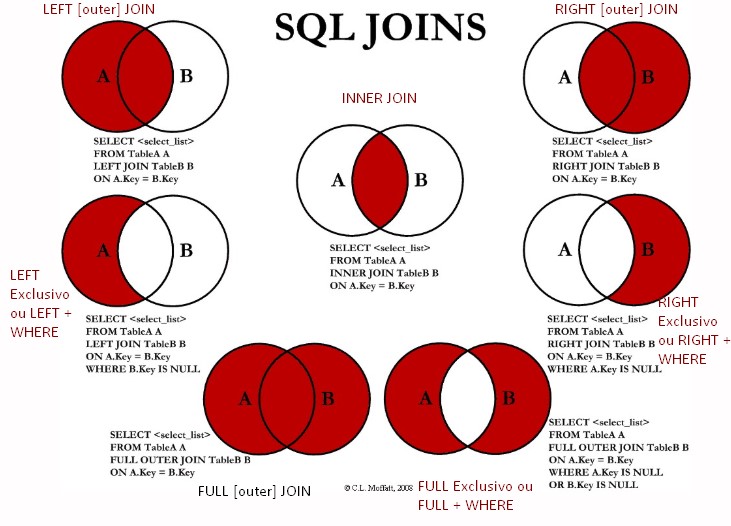 LEFT [outer] JOIN
SQL JOINS
RIGHT [outer] JOIN
A
B
SELECT <select_list>
FROM TableA A
LEFT JOIN TableB B
ON A.Key = B.Key
INNER JOIN
A
B
SELECT <select_list>
FROM TableA A
INNER JOIN TableB B
ON A.Key = B.Key
A
B
SELECT <select_list>
FROM TableA A
RIGHT JOIN TableB B
ON A.Key = B.Key
A
B
LEFT
Exclusivo
ou LEFT +
WHERE
SELECT <select_list>
FROM TableA A
LEFT JOIN TableB B
ON A.Key = B.Key
WHERE B.Key IS NULL
A
B
RIGHT
Exclusivo
ou RIGHT +
WHERE
SELECT <select_list>
FROM TableA A
RIGHT JOIN TableB B
ON A.Key = B.Key
WHERE A.Key IS NULL
A
B
SELECT <select_list>
FROM TableA A
FULL OUTER JOIN TableB B
ON A.Key = B.Key
FULL [outer] JOIN
A
B
SELECT <select_list>
FROM TableA A
FULL OUTER JOIN TableB B
ON A.Key = B.Key
WHERE A.Key IS NULL
OR B.Key IS NULL
© C.L. Moffatt, 2008
FULL Exclusivo ou
FULL + WHERE